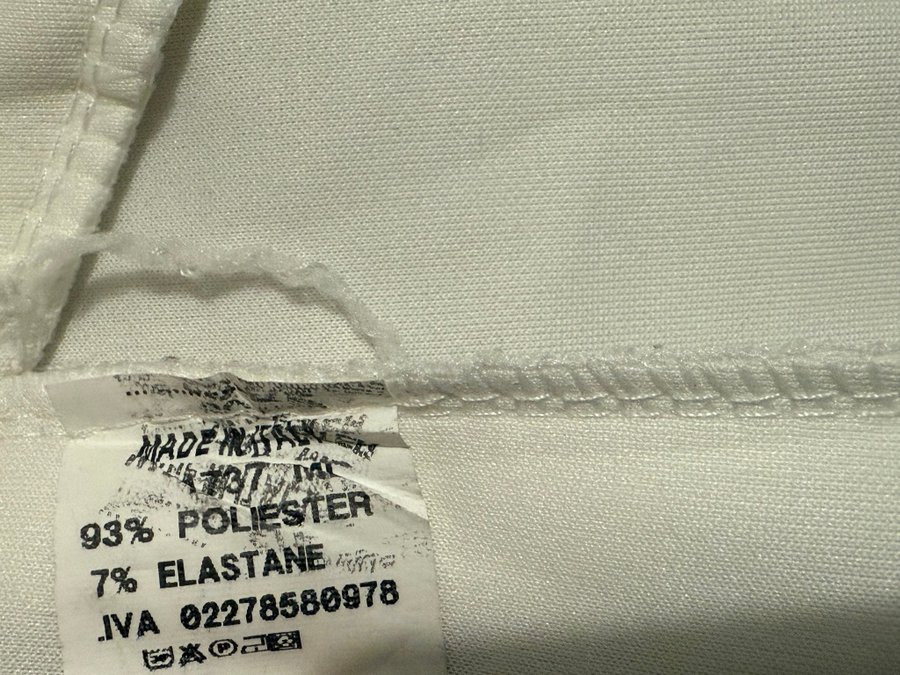 MADE IN ITALY
93% POLIESTER
7% ELASTANE
.IVA 02278580978